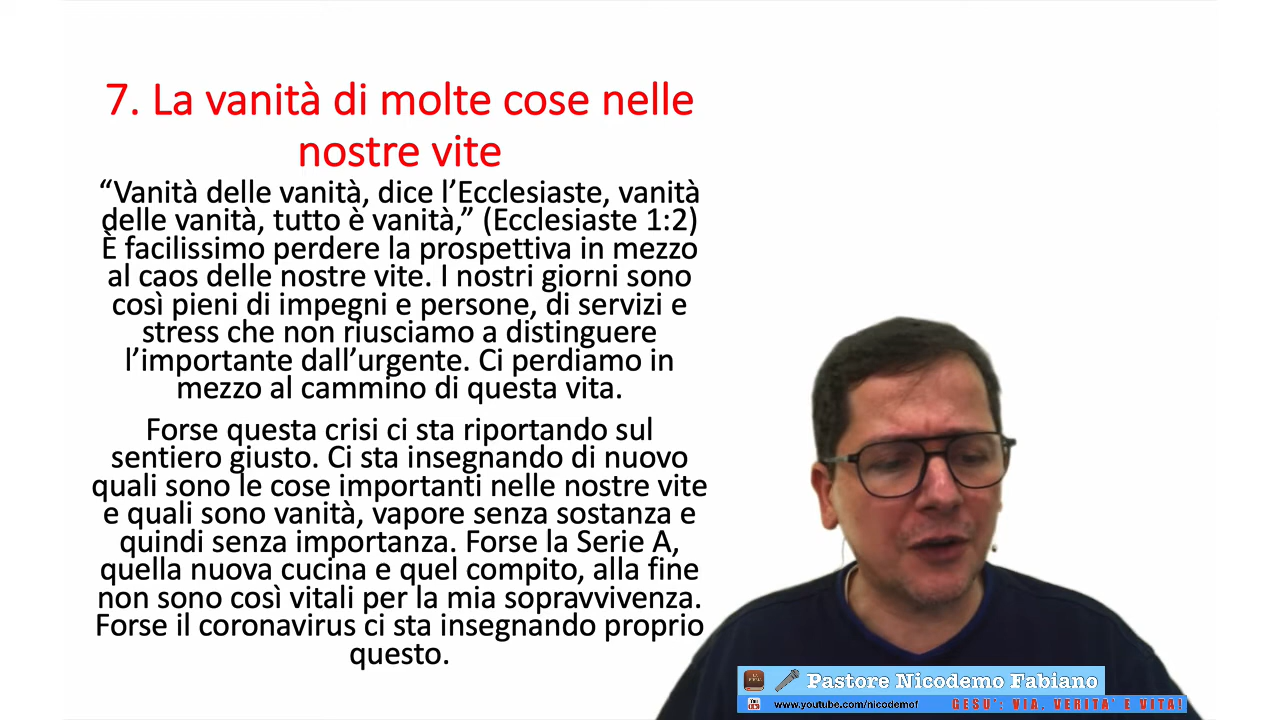 7. La vanità di molte cose nelle
nostre vite
“Vanità delle vanità, dice l’Ecclesiaste, vanità
delle vanità, tutto è vanità,” (Ecclesiaste 1:2)
È facilissimo perdere la prospettiva in mezzo
al caos delle nostre vite. I nostri giorni sono
così pieni di impegni e persone, di servizi e
stress che non riusciamo a distinguere
l’importante dall’urgente. Ci perdiamo in
mezzo al cammino di questa vita.
Forse questa crisi ci sta riportando sul
sentiero giusto. Ci sta insegnando di nuovo
quali sono le cose importanti nelle nostre vite
e quali sono vanità, vapore senza sostanza e
quindi senza importanza. Forse la Serie A,
quella nuova cucina e quel compito, alla fine
non sono così vitali per la mia sopravvivenza.
Forse il coronavirus ci sta insegnando proprio
questo.
Pastore Nicodemo Fabiano
www.youtube.com/nicodemof
GESU': VIA, VERITA' E VITA!